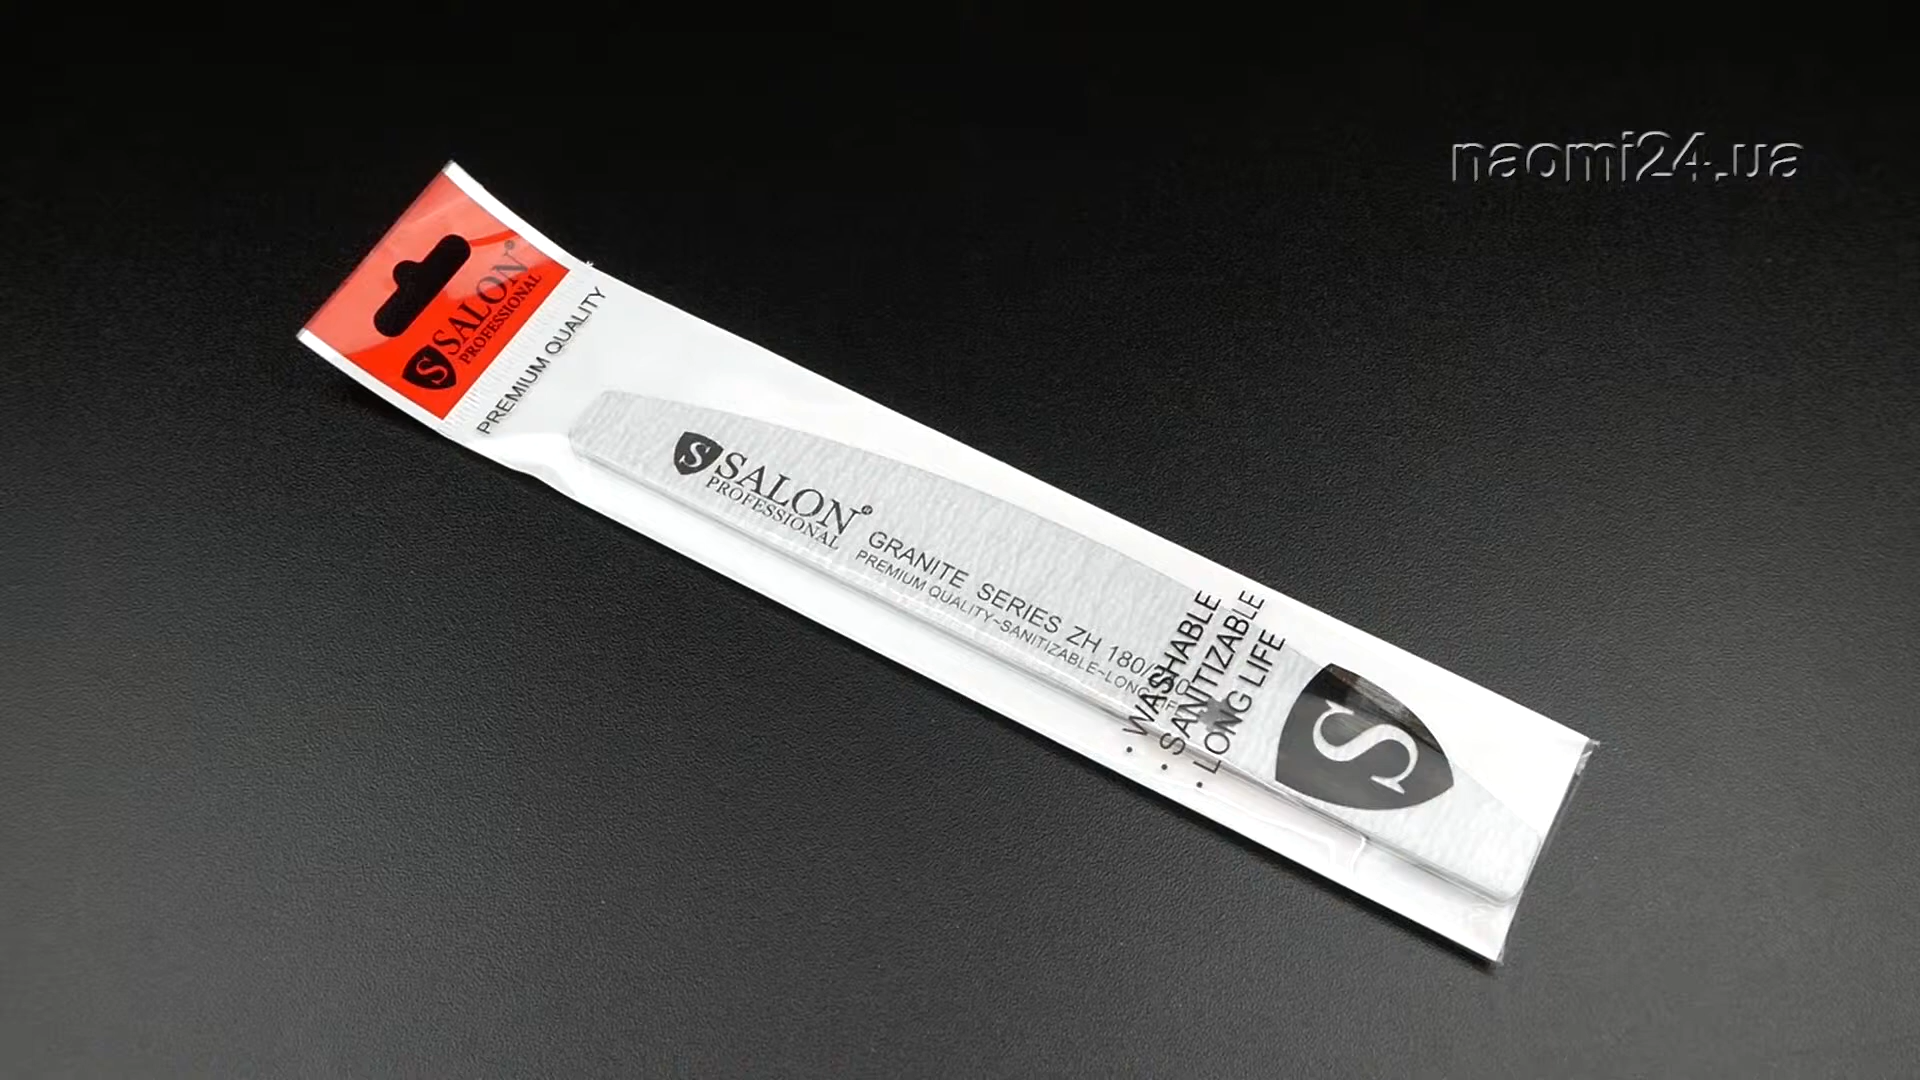 naomi24.ua
S SALON®
PROFESSIONAL
PREMIUM QUALITY
S SALON®
PROFESSIONAL
GRANITE SERIES ZH 180/
PREMIUM QUALITY~SANITIZABLE~LONG
• WASHABLE
• SANITIZABLE
• LONG LIFE
S